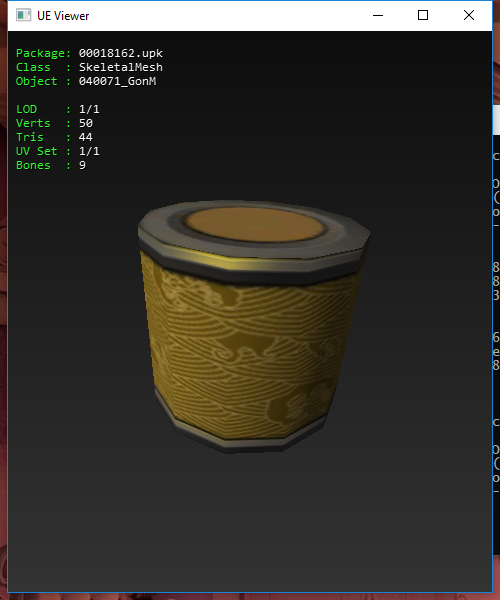 UE Viewer
Package: 00018162.upk
Class : SkeletalMesh
Object : 040071_GonM
LOD : 1/1
Verts : 50
Tris : 44
UV Set : 1/1
Bones : 9